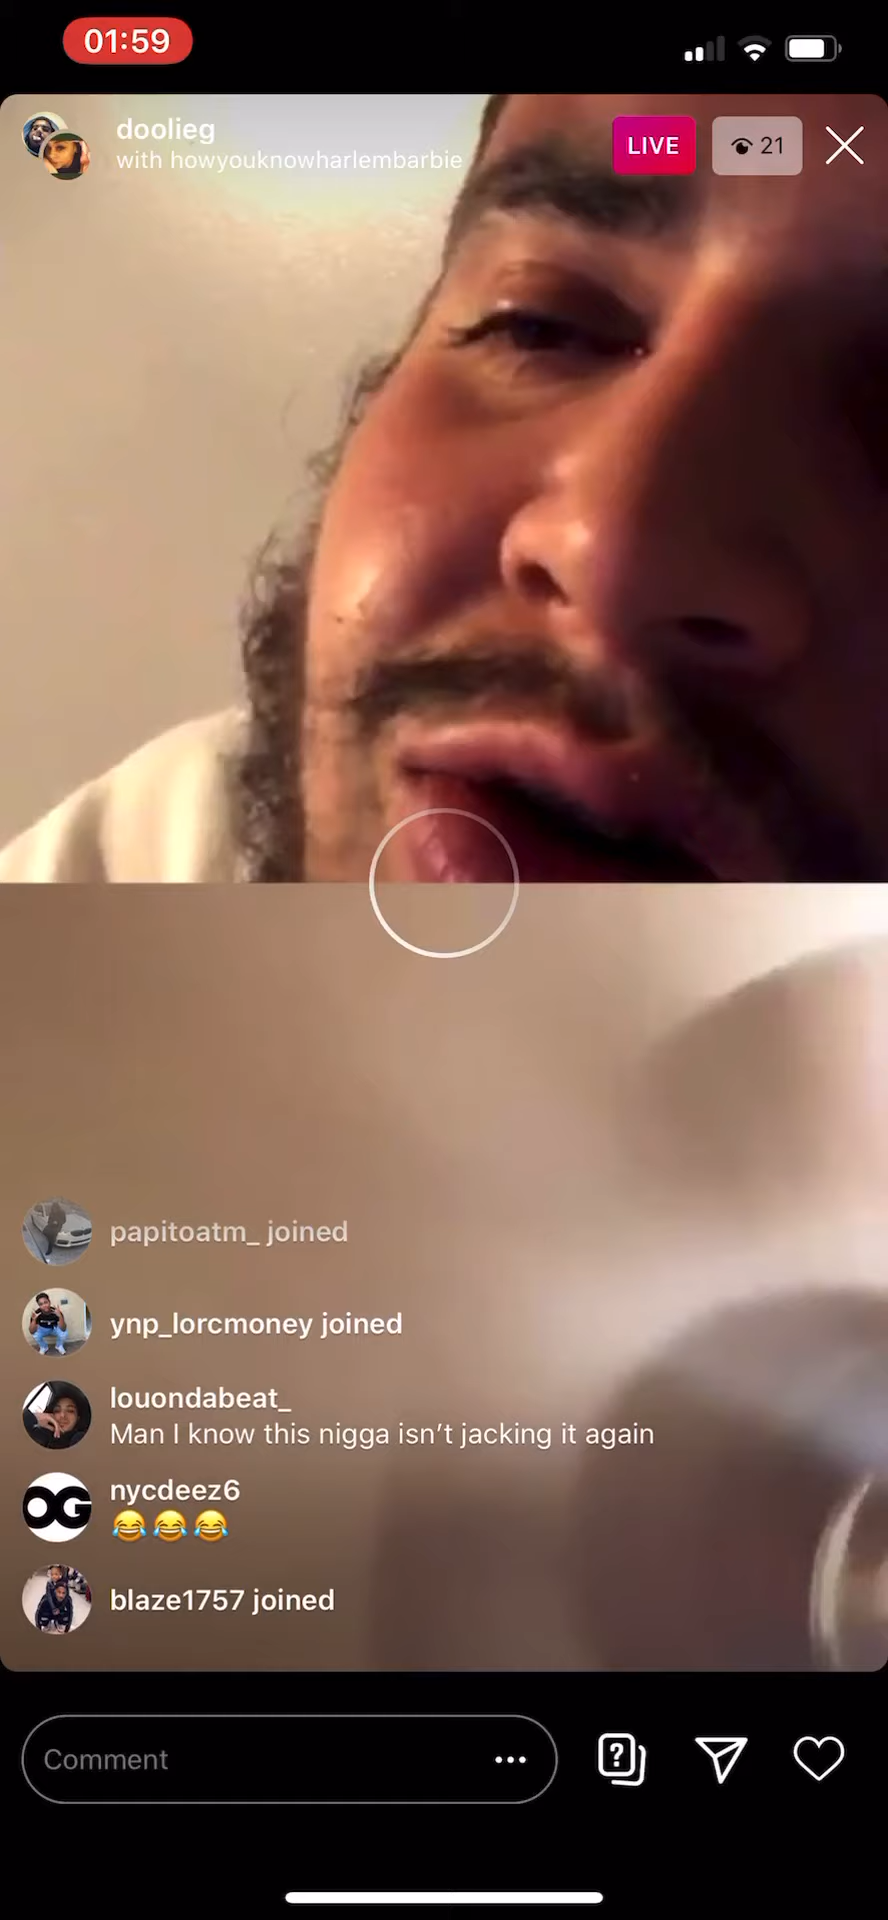 01:59
doolieg
with howyouknowharlembarbie
LIVE
21
papitoatm_ joined
ynp_lorcmoney joined
louondabeat_
Man I know this nigga isn’t jacking it again
OG
nycdeez6
😂😂😂
blaze1757 joined
Comment